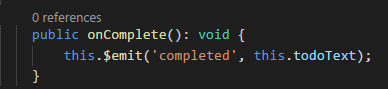 0 references
public onComplete(): void {
this.$emit('completed', this.todoText);
}